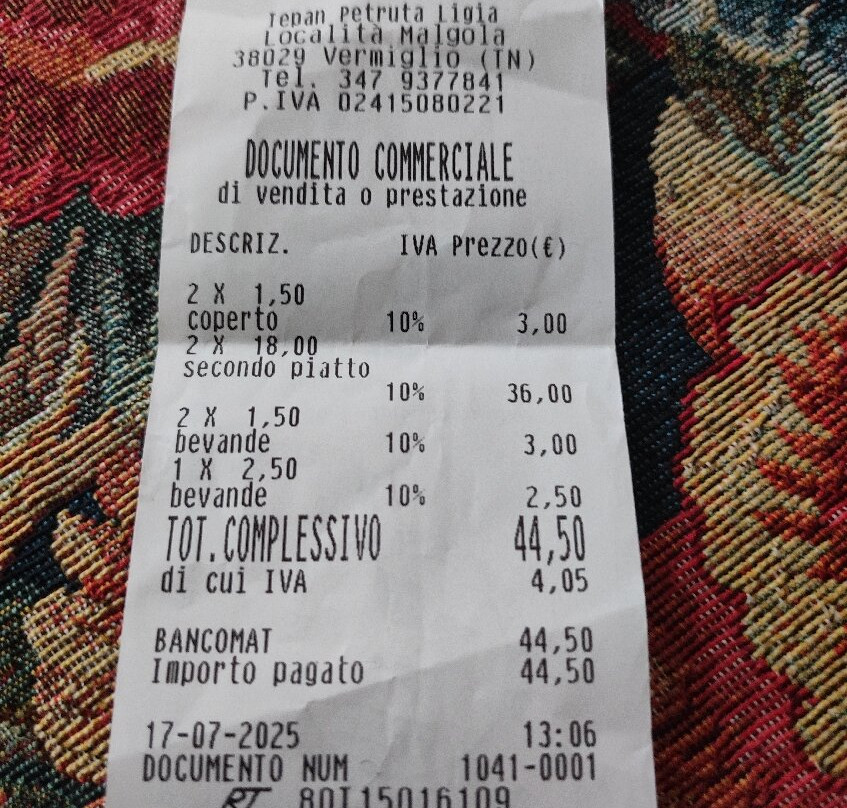 Tepan Petruta Ligia
Località Malgola
38029 Vermiglio (TN)
Tel. 347 9377841
P.IVA 02415080221
DOCUMENTO COMMERCIALE
di vendita o prestazione
DESCRIZ. IVA Prezzo(€)
2 X 1,50
coperto 10% 3,00
2 X 18,00
secondo piatto
10% 36,00
2 X 1,50
bevande 10% 3,00
1 X 2,50
bevande 10% 2,50
TOT.COMPLESSIVO 44,50
di cui IVA 4,05
BANCOMAT 44,50
Importo pagato 44,50
17-07-2025 13:06
DOCUMENTO NUM 1041-0001
RT 80I15016109